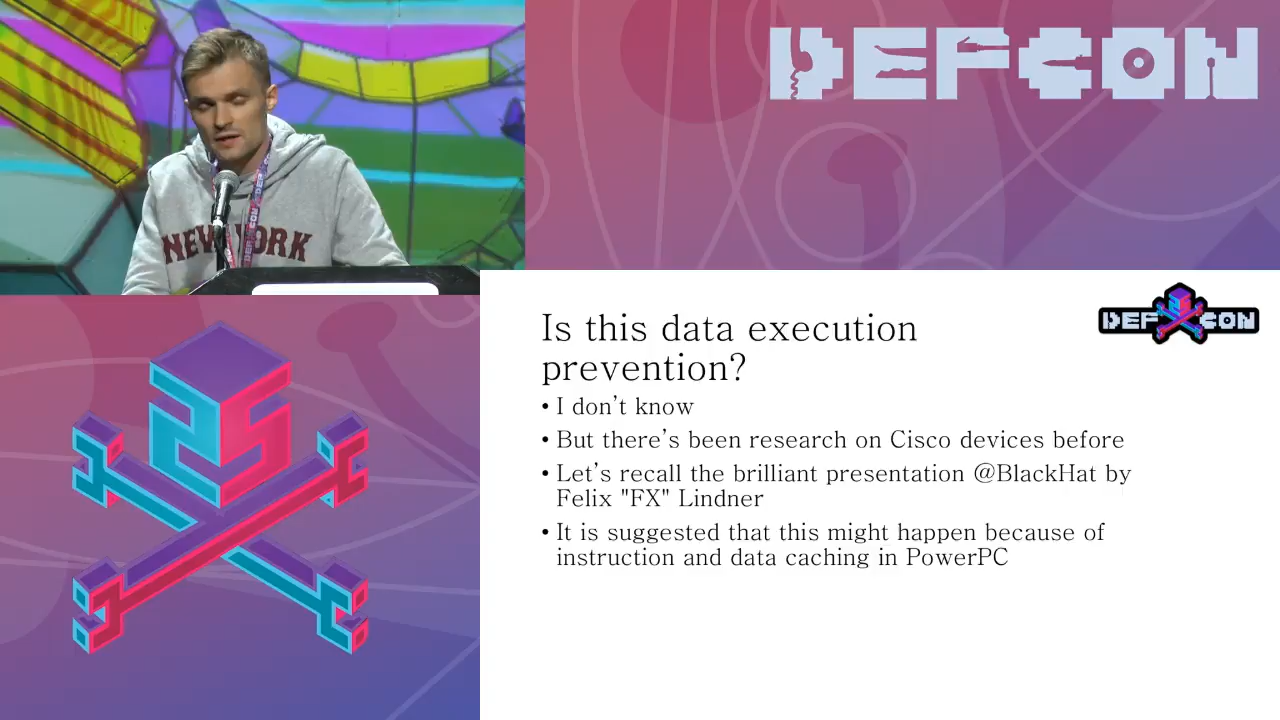 DEFCON
NEW YORK
DEF CON
Is this data execution
prevention?
• I don't know
• But there's been research on Cisco devices before
• Let's recall the brilliant presentation @BlackHat by
Felix "FX" Lindner
• It is suggested that this might happen because of
instruction and data caching in PowerPC